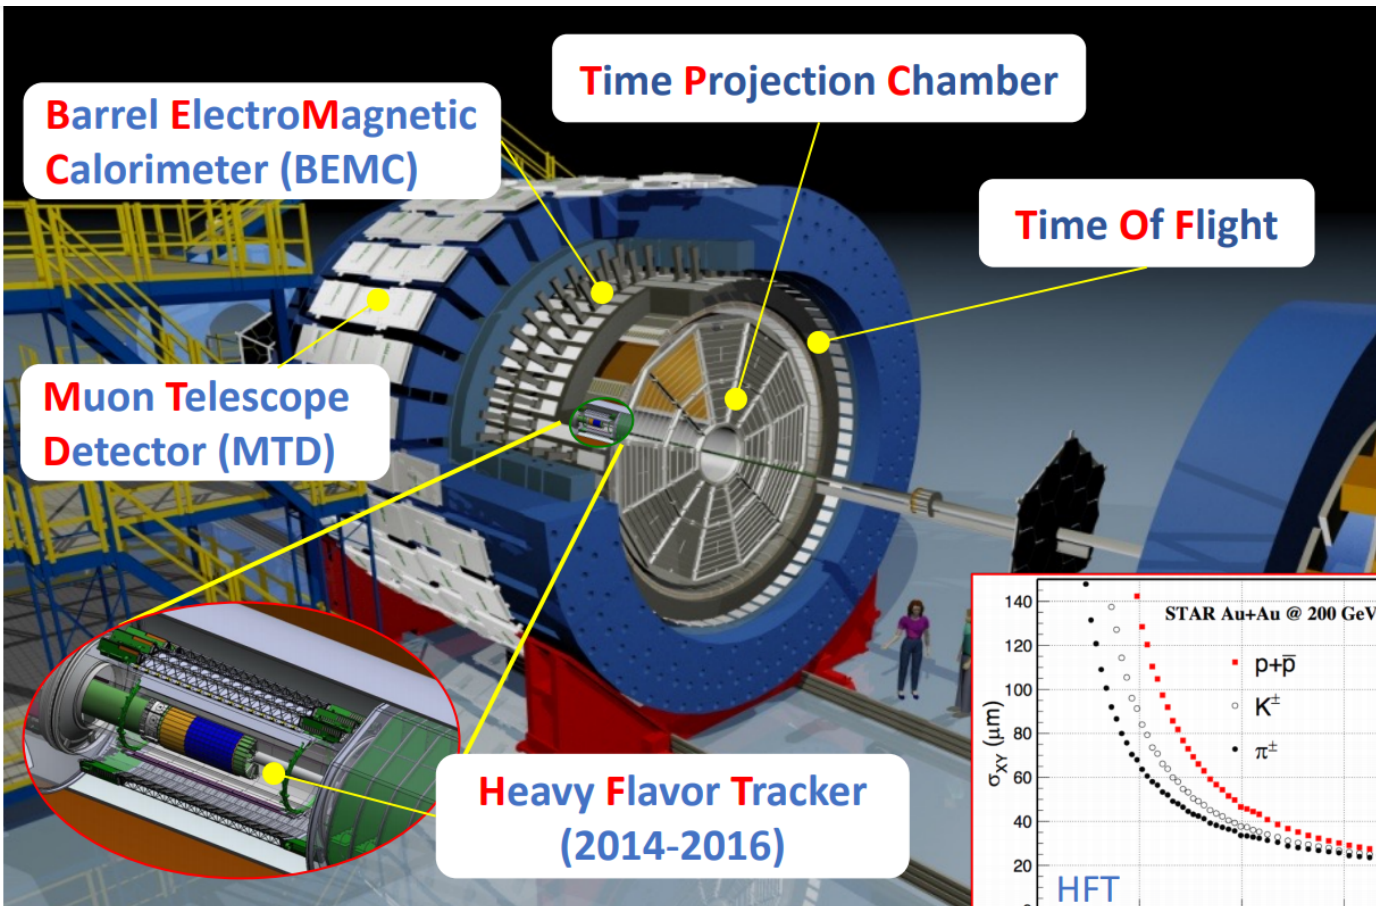 Time Projection Chamber
Barrel ElectroMagnetic
Calorimeter (BEMC)
Time Of Flight
Muon Telescope
Detector (MTD)
Heavy Flavor Tracker
(2014-2016)
STAR Au+Au @ 200 GeV
p+p̅
K±
π±
σXY (μm)
140
120
100
80
60
40
20
HFT